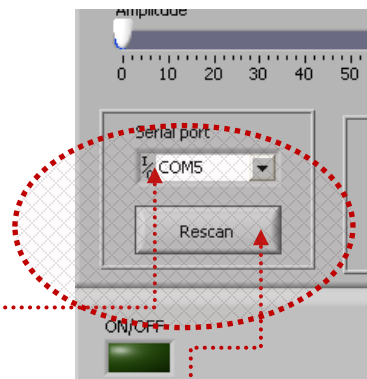 Amplitude
0 10 20 30 40 50
Serial port
I/O COM5
Rescan
ON/OFF